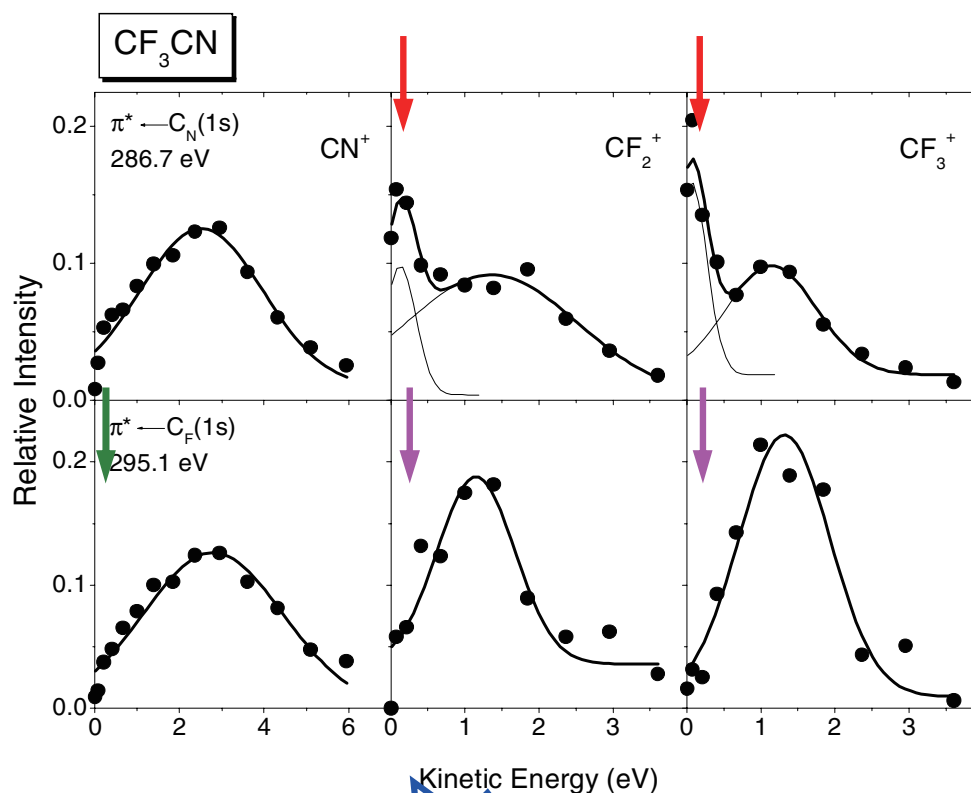 CF₃CN
π* ← C_N(1s)
286.7 eV
CN⁺
CF₂⁺
CF₃⁺
0.2
0.1
0.0
π* ← C_F(1s)
295.1 eV
0.2
0.1
0.0
Relative Intensity
0 2 4 6 0 1 2 3 0 1 2 3
Kinetic Energy (eV)